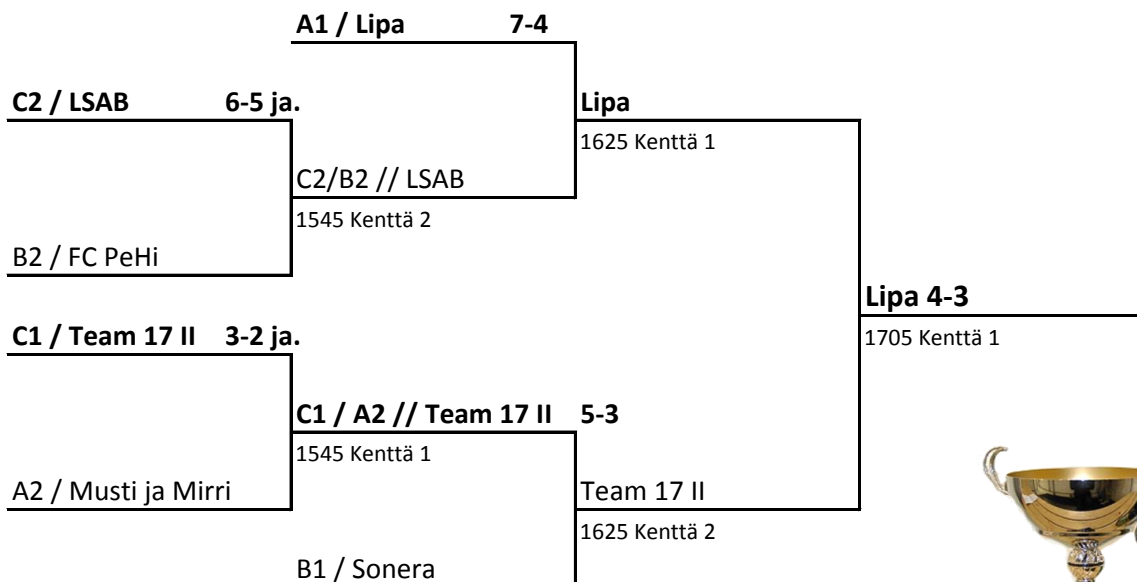 A1 / Lipa 7-4
C2 / LSAB 6-5 ja.
Lipa
1625 Kenttä 1
C2/B2 // LSAB
1545 Kenttä 2
B2 / FC PeHi
Lipa 4-3
1705 Kenttä 1
C1 / Team 17 II 3-2 ja.
C1 / A2 // Team 17 II 5-3
1545 Kenttä 1
A2 / Musti ja Mirri
Team 17 II
1625 Kenttä 2
B1 / Sonera